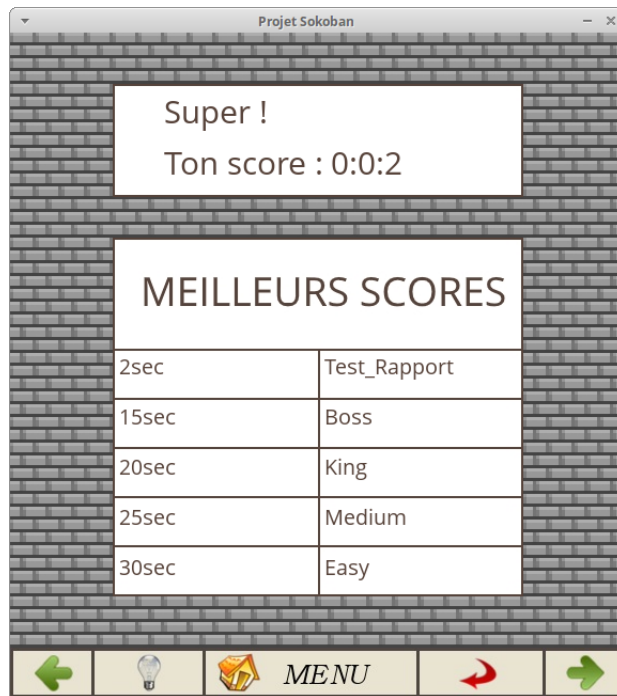 Projet Sokoban
Super !
Ton score : 0:0:2
MEILLEURS SCORES
2sec Test_Rapport
15sec Boss
20sec King
25sec Medium
30sec Easy
MENU